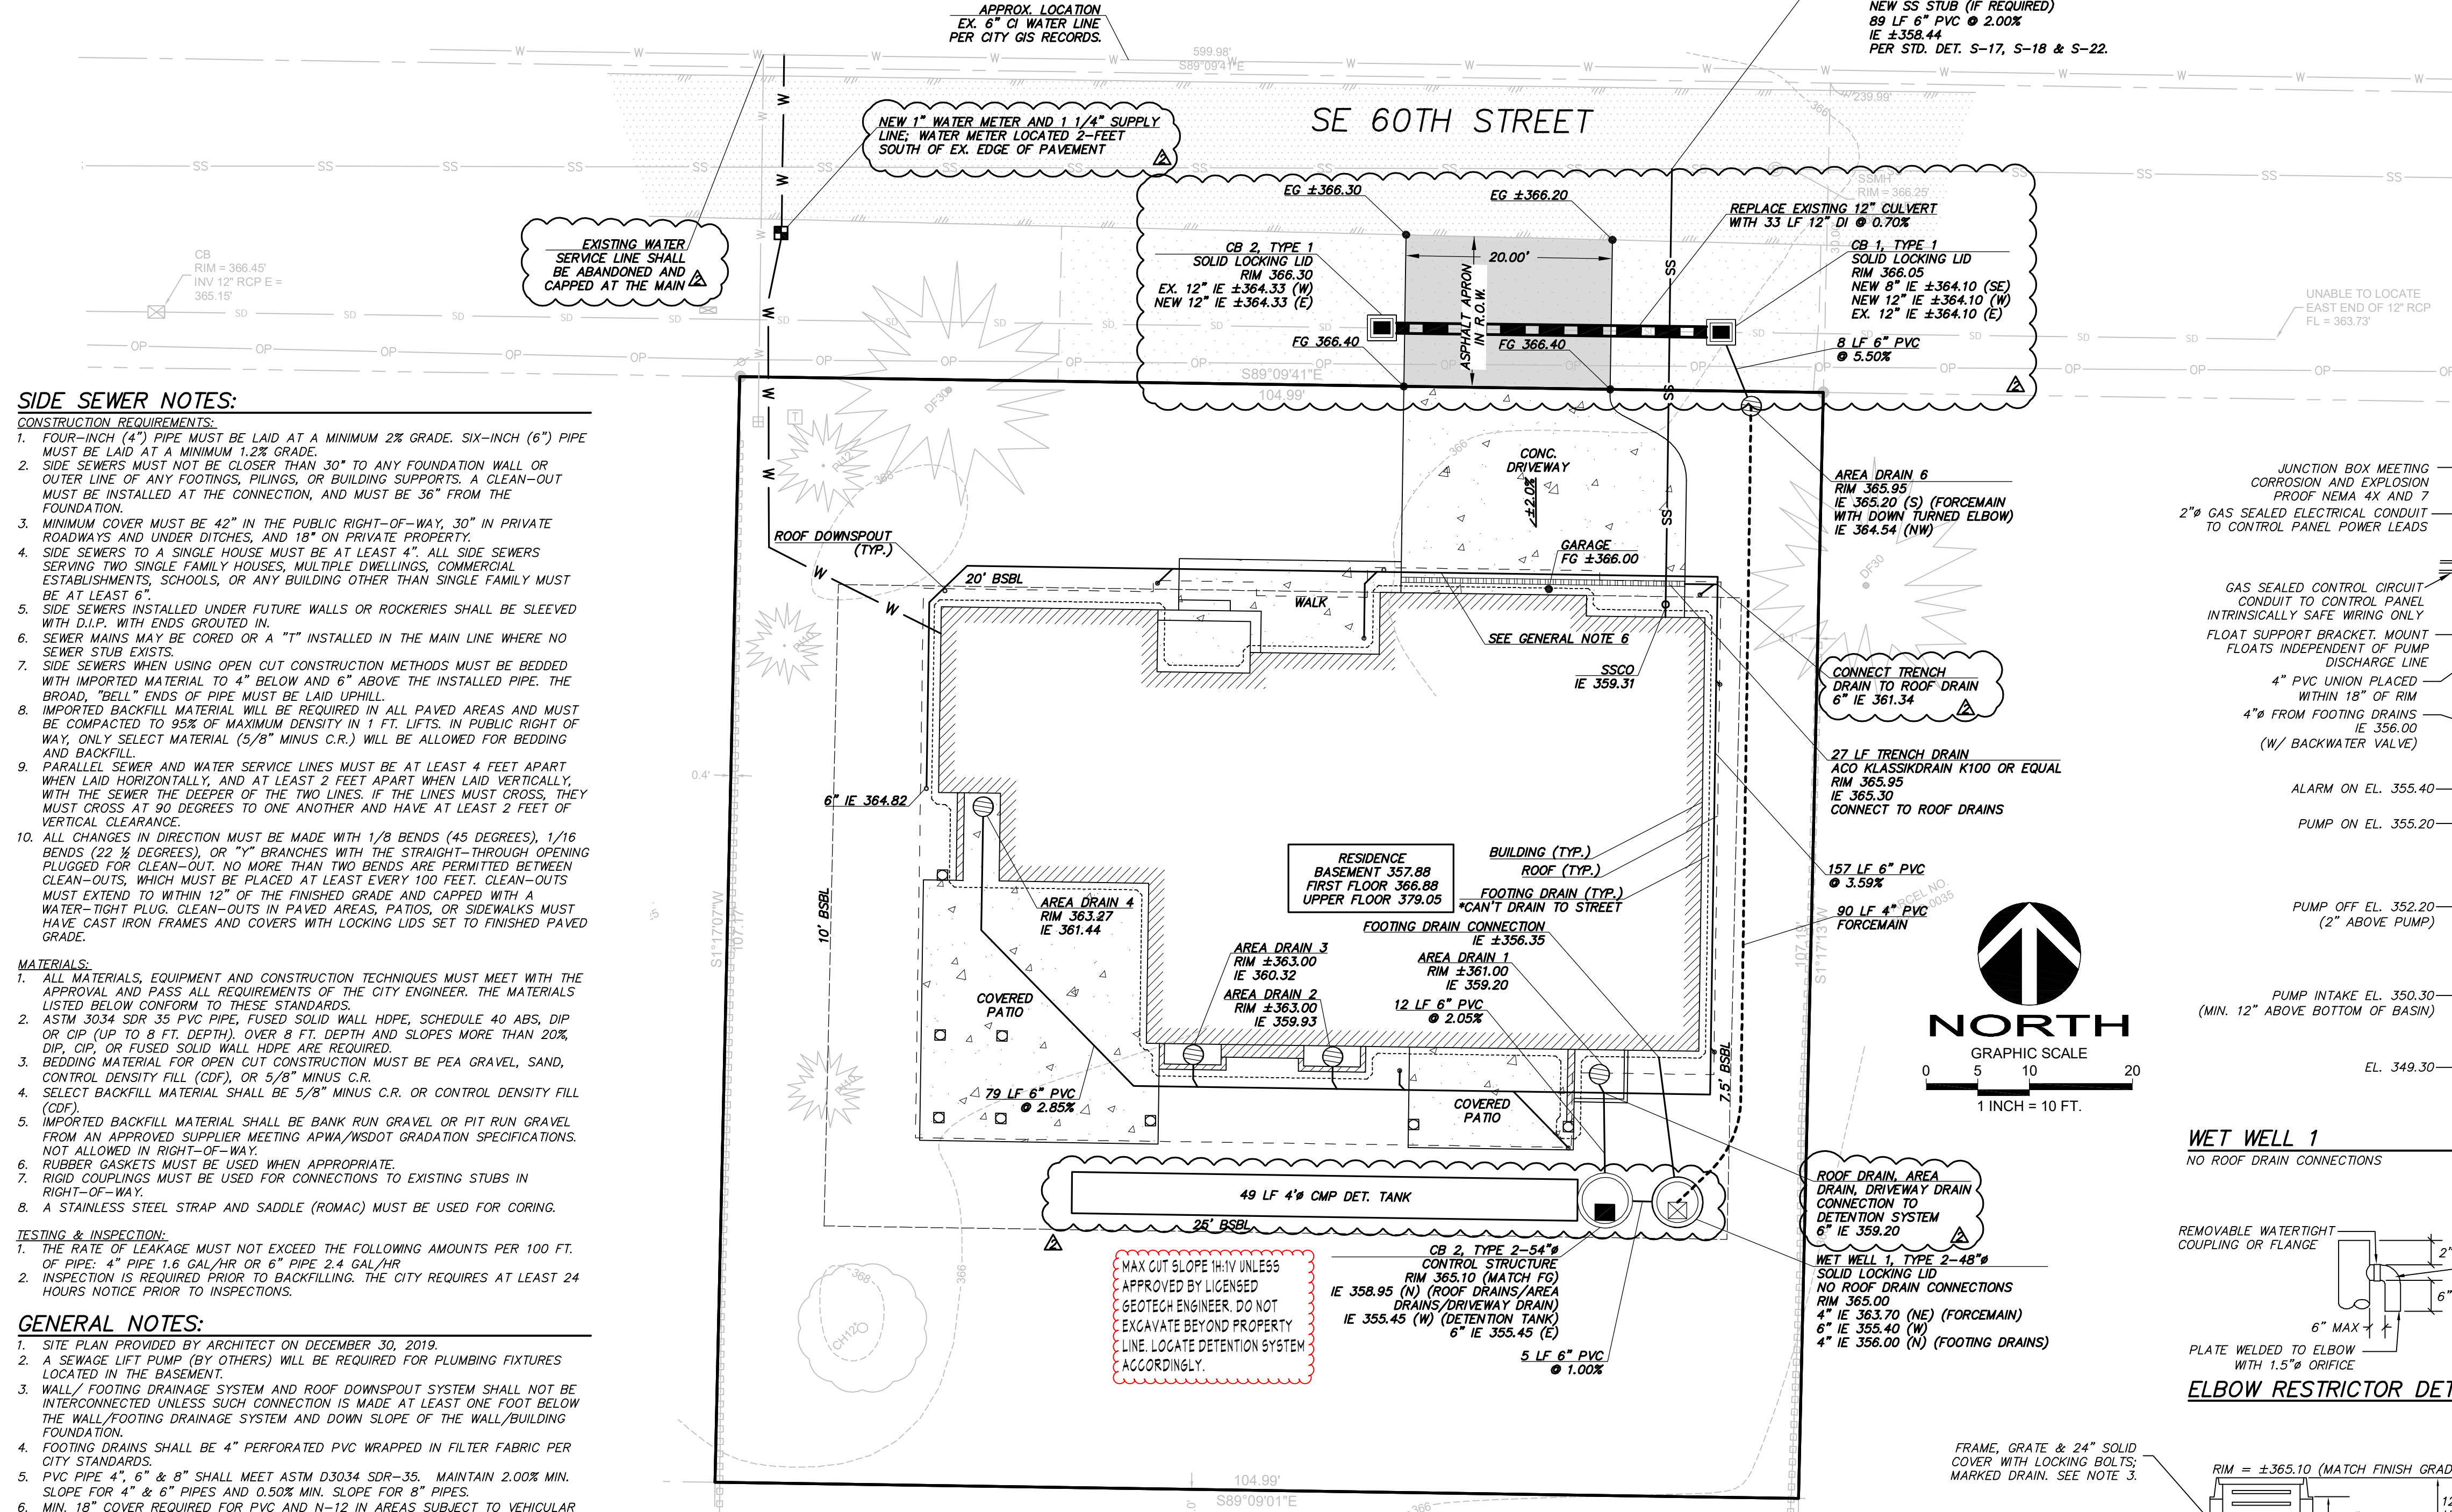 APPROX. LOCATION
EX. 6" CI WATER LINE
PER CITY GIS RECORDS.
NEW SS STUB (IF REQUIRED)
89 LF 6" PVC @ 2.00%
IE ±358.44
PER STD. DET. S-17, S-18 & S-22.
599.98'
S89°09'41"E
239.99'
366
SE 60TH STREET
NEW 1" WATER METER AND 1 1/4" SUPPLY
LINE; WATER METER LOCATED 2-FEET
SOUTH OF EX. EDGE OF PAVEMENT
2
EXISTING WATER
SERVICE LINE SHALL
BE ABANDONED AND
CAPPED AT THE MAIN
2
CB
RIM = 366.45'
INV 12" RCP E =
365.15'
SSMH
RIM = 366.25'
EG ±366.30
EG ±366.20
REPLACE EXISTING 12" CULVERT
WITH 33 LF 12" DI @ 0.70%
CB 2, TYPE 1
SOLID LOCKING LID
RIM 366.30
EX. 12" IE ±364.33 (W)
NEW 12" IE ±364.33 (E)
20.00'
ASPHALT APRON
IN R.O.W.
CB 1, TYPE 1
SOLID LOCKING LID
RIM 366.05
NEW 8" IE ±364.10 (SE)
NEW 12" IE ±364.10 (W)
EX. 12" IE ±364.10 (E)
30.00'
UNABLE TO LOCATE
EAST END OF 12" RCP
FL = 363.73'
FG 366.40
FG 366.40
8 LF 6" PVC
@ 5.50%
2
S89°09'41"E
104.99'
DF30
SIDE SEWER NOTES:
CONSTRUCTION REQUIREMENTS:
1. FOUR-INCH (4") PIPE MUST BE LAID AT A MINIMUM 2% GRADE. SIX-INCH (6") PIPE
MUST BE LAID AT A MINIMUM 1.2% GRADE.
2. SIDE SEWERS MUST NOT BE CLOSER THAN 30" TO ANY FOUNDATION WALL OR
OUTER LINE OF ANY FOOTINGS, PILINGS, OR BUILDING SUPPORTS. A CLEAN-OUT
MUST BE INSTALLED AT THE CONNECTION, AND MUST BE 36" FROM THE
FOUNDATION.
3. MINIMUM COVER MUST BE 42" IN THE PUBLIC RIGHT-OF-WAY, 30" IN PRIVATE
ROADWAYS AND UNDER DITCHES, AND 18" ON PRIVATE PROPERTY.
4. SIDE SEWERS TO A SINGLE HOUSE MUST BE AT LEAST 4". ALL SIDE SEWERS
SERVING TWO SINGLE FAMILY HOUSES, MULTIPLE DWELLINGS, COMMERCIAL
ESTABLISHMENTS, SCHOOLS, OR ANY BUILDING OTHER THAN SINGLE FAMILY MUST
BE AT LEAST 6".
5. SIDE SEWERS INSTALLED UNDER FUTURE WALLS OR ROCKERIES SHALL BE SLEEVED
WITH D.I.P. WITH ENDS GROUTED IN.
6. SEWER MAINS MAY BE CORED OR A "T" INSTALLED IN THE MAIN LINE WHERE NO
SEWER STUB EXISTS.
7. SIDE SEWERS WHEN USING OPEN CUT CONSTRUCTION METHODS MUST BE BEDDED
WITH IMPORTED MATERIAL TO 4" BELOW AND 6" ABOVE THE INSTALLED PIPE. THE
BROAD, "BELL" ENDS OF PIPE MUST BE LAID UPHILL.
8. IMPORTED BACKFILL MATERIAL WILL BE REQUIRED IN ALL PAVED AREAS AND MUST
BE COMPACTED TO 95% OF MAXIMUM DENSITY IN 1 FT. LIFTS. IN PUBLIC RIGHT OF
WAY, ONLY SELECT MATERIAL (5/8" MINUS C.R.) WILL BE ALLOWED FOR BEDDING
AND BACKFILL.
9. PARALLEL SEWER AND WATER SERVICE LINES MUST BE AT LEAST 4 FEET APART
WHEN LAID HORIZONTALLY, AND AT LEAST 2 FEET APART WHEN LAID VERTICALLY,
WITH THE SEWER THE DEEPER OF THE TWO LINES. IF THE LINES MUST CROSS, THEY
MUST CROSS AT 90 DEGREES TO ONE ANOTHER AND HAVE AT LEAST 2 FEET OF
VERTICAL CLEARANCE.
10. ALL CHANGES IN DIRECTION MUST BE MADE WITH 1/8 BENDS (45 DEGREES), 1/16
BENDS (22 ½ DEGREES), OR "Y" BRANCHES WITH THE STRAIGHT-THROUGH OPENING
PLUGGED FOR CLEAN-OUT. NO MORE THAN TWO BENDS ARE PERMITTED BETWEEN
CLEAN-OUTS, WHICH MUST BE PLACED AT LEAST EVERY 100 FEET. CLEAN-OUTS
MUST EXTEND TO WITHIN 12" OF THE FINISHED GRADE AND CAPPED WITH A
WATER-TIGHT PLUG. CLEAN-OUTS IN PAVED AREAS, PATIOS, OR SIDEWALKS MUST
HAVE CAST IRON FRAMES AND COVERS WITH LOCKING LIDS SET TO FINISHED PAVED
GRADE.
MATERIALS:
1. ALL MATERIALS, EQUIPMENT AND CONSTRUCTION TECHNIQUES MUST MEET WITH THE
APPROVAL AND PASS ALL REQUIREMENTS OF THE CITY ENGINEER. THE MATERIALS
LISTED BELOW CONFORM TO THESE STANDARDS.
2. ASTM 3034 SDR 35 PVC PIPE, FUSED SOLID WALL HDPE, SCHEDULE 40 ABS, DIP
OR CIP (UP TO 8 FT. DEPTH). OVER 8 FT. DEPTH AND SLOPES MORE THAN 20%,
DIP, CIP, OR FUSED SOLID WALL HDPE ARE REQUIRED.
3. BEDDING MATERIAL FOR OPEN CUT CONSTRUCTION MUST BE PEA GRAVEL, SAND,
CONTROL DENSITY FILL (CDF), OR 5/8" MINUS C.R.
4. SELECT BACKFILL MATERIAL SHALL BE 5/8" MINUS C.R. OR CONTROL DENSITY FILL
(CDF).
5. IMPORTED BACKFILL MATERIAL SHALL BE BANK RUN GRAVEL OR PIT RUN GRAVEL
FROM AN APPROVED SUPPLIER MEETING APWA/WSDOT GRADATION SPECIFICATIONS.
NOT ALLOWED IN RIGHT-OF-WAY.
6. RUBBER GASKETS MUST BE USED WHEN APPROPRIATE.
7. RIGID COUPLINGS MUST BE USED FOR CONNECTIONS TO EXISTING STUBS IN
RIGHT-OF-WAY.
8. A STAINLESS STEEL STRAP AND SADDLE (ROMAC) MUST BE USED FOR CORING.
TESTING & INSPECTION:
1. THE RATE OF LEAKAGE MUST NOT EXCEED THE FOLLOWING AMOUNTS PER 100 FT.
OF PIPE: 4" PIPE 1.6 GAL/HR OR 6" PIPE 2.4 GAL/HR
2. INSPECTION IS REQUIRED PRIOR TO BACKFILLING. THE CITY REQUIRES AT LEAST 24
HOURS NOTICE PRIOR TO INSPECTIONS.
GENERAL NOTES:
1. SITE PLAN PROVIDED BY ARCHITECT ON DECEMBER 30, 2019.
2. A SEWAGE LIFT PUMP (BY OTHERS) WILL BE REQUIRED FOR PLUMBING FIXTURES
LOCATED IN THE BASEMENT.
3. WALL/ FOOTING DRAINAGE SYSTEM AND ROOF DOWNSPOUT SYSTEM SHALL NOT BE
INTERCONNECTED UNLESS SUCH CONNECTION IS MADE AT LEAST ONE FOOT BELOW
THE WALL/FOOTING DRAINAGE SYSTEM AND DOWN SLOPE OF THE WALL/BUILDING
FOUNDATION.
4. FOOTING DRAINS SHALL BE 4" PERFORATED PVC WRAPPED IN FILTER FABRIC PER
CITY STANDARDS.
5. PVC PIPE 4", 6" & 8" SHALL MEET ASTM D3034 SDR-35. MAINTAIN 2.00% MIN.
SLOPE FOR 4" & 6" PIPES AND 0.50% MIN. SLOPE FOR 8" PIPES.
6. MIN. 18" COVER REQUIRED FOR PVC AND N-12 IN AREAS SUBJECT TO VEHICULAR
T
368
366
CONC.
DRIVEWAY
±2.0%
ROOF DOWNSPOUT
(TYP.)
20' BSBL
WALK
GARAGE
FG ±366.00
SEE GENERAL NOTE 6
SSCO
IE 359.31
AREA DRAIN 6
RIM 365.95
IE 365.20 (S) (FORCEMAIN
WITH DOWN TURNED ELBOW)
IE 364.54 (NW)
DF30
CONNECT TRENCH
DRAIN TO ROOF DRAIN
6" IE 361.34
2
27 LF TRENCH DRAIN
ACO KLASSIKDRAIN K100 OR EQUAL
RIM 365.95
IE 365.30
CONNECT TO ROOF DRAINS
0.4'
6" IE 364.82
10' BSBL
S1°17'07"W
107.17'
RESIDENCE
BASEMENT 357.88
FIRST FLOOR 366.88
UPPER FLOOR 379.05
BUILDING (TYP.)
ROOF (TYP.)
FOOTING DRAIN (TYP.)
*CAN'T DRAIN TO STREET
157 LF 6" PVC
@ 3.59%
90 LF 4" PVC
FORCEMAIN
107.19'
S1°17'13"W
AREA DRAIN 4
RIM 363.27
IE 361.44
FOOTING DRAIN CONNECTION
IE ±356.35
AREA DRAIN 3
RIM ±363.00
IE 360.32
AREA DRAIN 2
RIM ±363.00
IE 359.93
AREA DRAIN 1
RIM ±361.00
IE 359.20
12 LF 6" PVC
@ 2.05%
COVERED
PATIO
79 LF 6" PVC
@ 2.85%
COVERED
PATIO
7.5' BSBL
NORTH
GRAPHIC SCALE
0 5 10 20
1 INCH = 10 FT.
49 LF 4'ø CMP DET. TANK
25' BSBL
2
ROOF DRAIN, AREA
DRAIN, DRIVEWAY DRAIN
CONNECTION TO
DETENTION SYSTEM
6" IE 359.20
2
MAX CUT SLOPE 1H:1V UNLESS
APPROVED BY LICENSED
GEOTECH ENGINEER. DO NOT
EXCAVATE BEYOND PROPERTY
LINE. LOCATE DETENTION SYSTEM
ACCORDINGLY.
CB 2, TYPE 2-54"ø
CONTROL STRUCTURE
RIM 365.10 (MATCH FG)
IE 358.95 (N) (ROOF DRAINS/AREA
DRAINS/DRIVEWAY DRAIN)
IE 355.45 (W) (DETENTION TANK)
6" IE 355.45 (E)
5 LF 6" PVC
@ 1.00%
WET WELL 1, TYPE 2-48"ø
SOLID LOCKING LID
NO ROOF DRAIN CONNECTIONS
RIM 365.00
4" IE 363.70 (NE) (FORCEMAIN)
6" IE 355.40 (W)
4" IE 356.00 (N) (FOOTING DRAINS)
368
CH12"
366
104.99'
S89°09'01"E
366
JUNCTION BOX MEETING
CORROSION AND EXPLOSION
PROOF NEMA 4X AND 7
2"ø GAS SEALED ELECTRICAL CONDUIT
TO CONTROL PANEL POWER LEADS
GAS SEALED CONTROL CIRCUIT
CONDUIT TO CONTROL PANEL
INTRINSICALLY SAFE WIRING ONLY
FLOAT SUPPORT BRACKET. MOUNT
FLOATS INDEPENDENT OF PUMP
DISCHARGE LINE
4" PVC UNION PLACED
WITHIN 18" OF RIM
4"ø FROM FOOTING DRAINS
IE 356.00
(W/ BACKWATER VALVE)
ALARM ON EL. 355.40
PUMP ON EL. 355.20
PUMP OFF EL. 352.20
(2" ABOVE PUMP)
PUMP INTAKE EL. 350.30
(MIN. 12" ABOVE BOTTOM OF BASIN)
EL. 349.30
WET WELL 1
NO ROOF DRAIN CONNECTIONS
REMOVABLE WATERTIGHT
COUPLING OR FLANGE
2"
6"
6" MAX
PLATE WELDED TO ELBOW
WITH 1.5"ø ORIFICE
ELBOW RESTRICTOR DET
FRAME, GRATE & 24" SOLID
COVER WITH LOCKING BOLTS;
MARKED DRAIN. SEE NOTE 3.
RIM = ±365.10 (MATCH FINISH GRAD